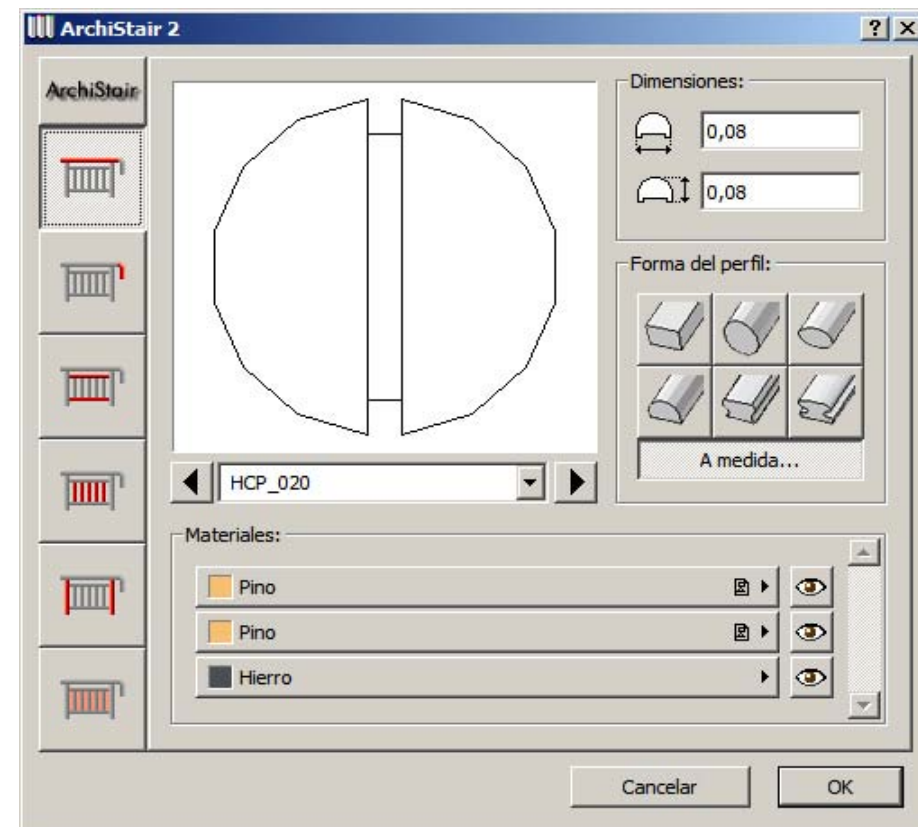 ArchiStair 2
ArchiStair
Dimensiones:
0,08
0,08
Forma del perfil:
A medida...
HCP_020
Materiales:
Pino
Pino
Hierro
Cancelar
OK